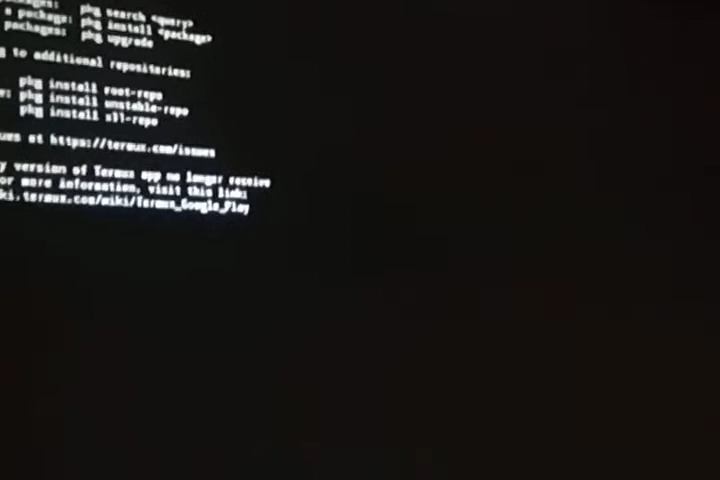 pkg search <query>
a package: pkg install <package>
packages: pkg upgrade
to additional repositories:
pkg install root-repo
pkg install unstable-repo
pkg install x11-repo
at https://termux.com/issues
version of Termux app no longer receive
or more information, visit this link:
ki.termux.com/wiki/Termux_Google_Play